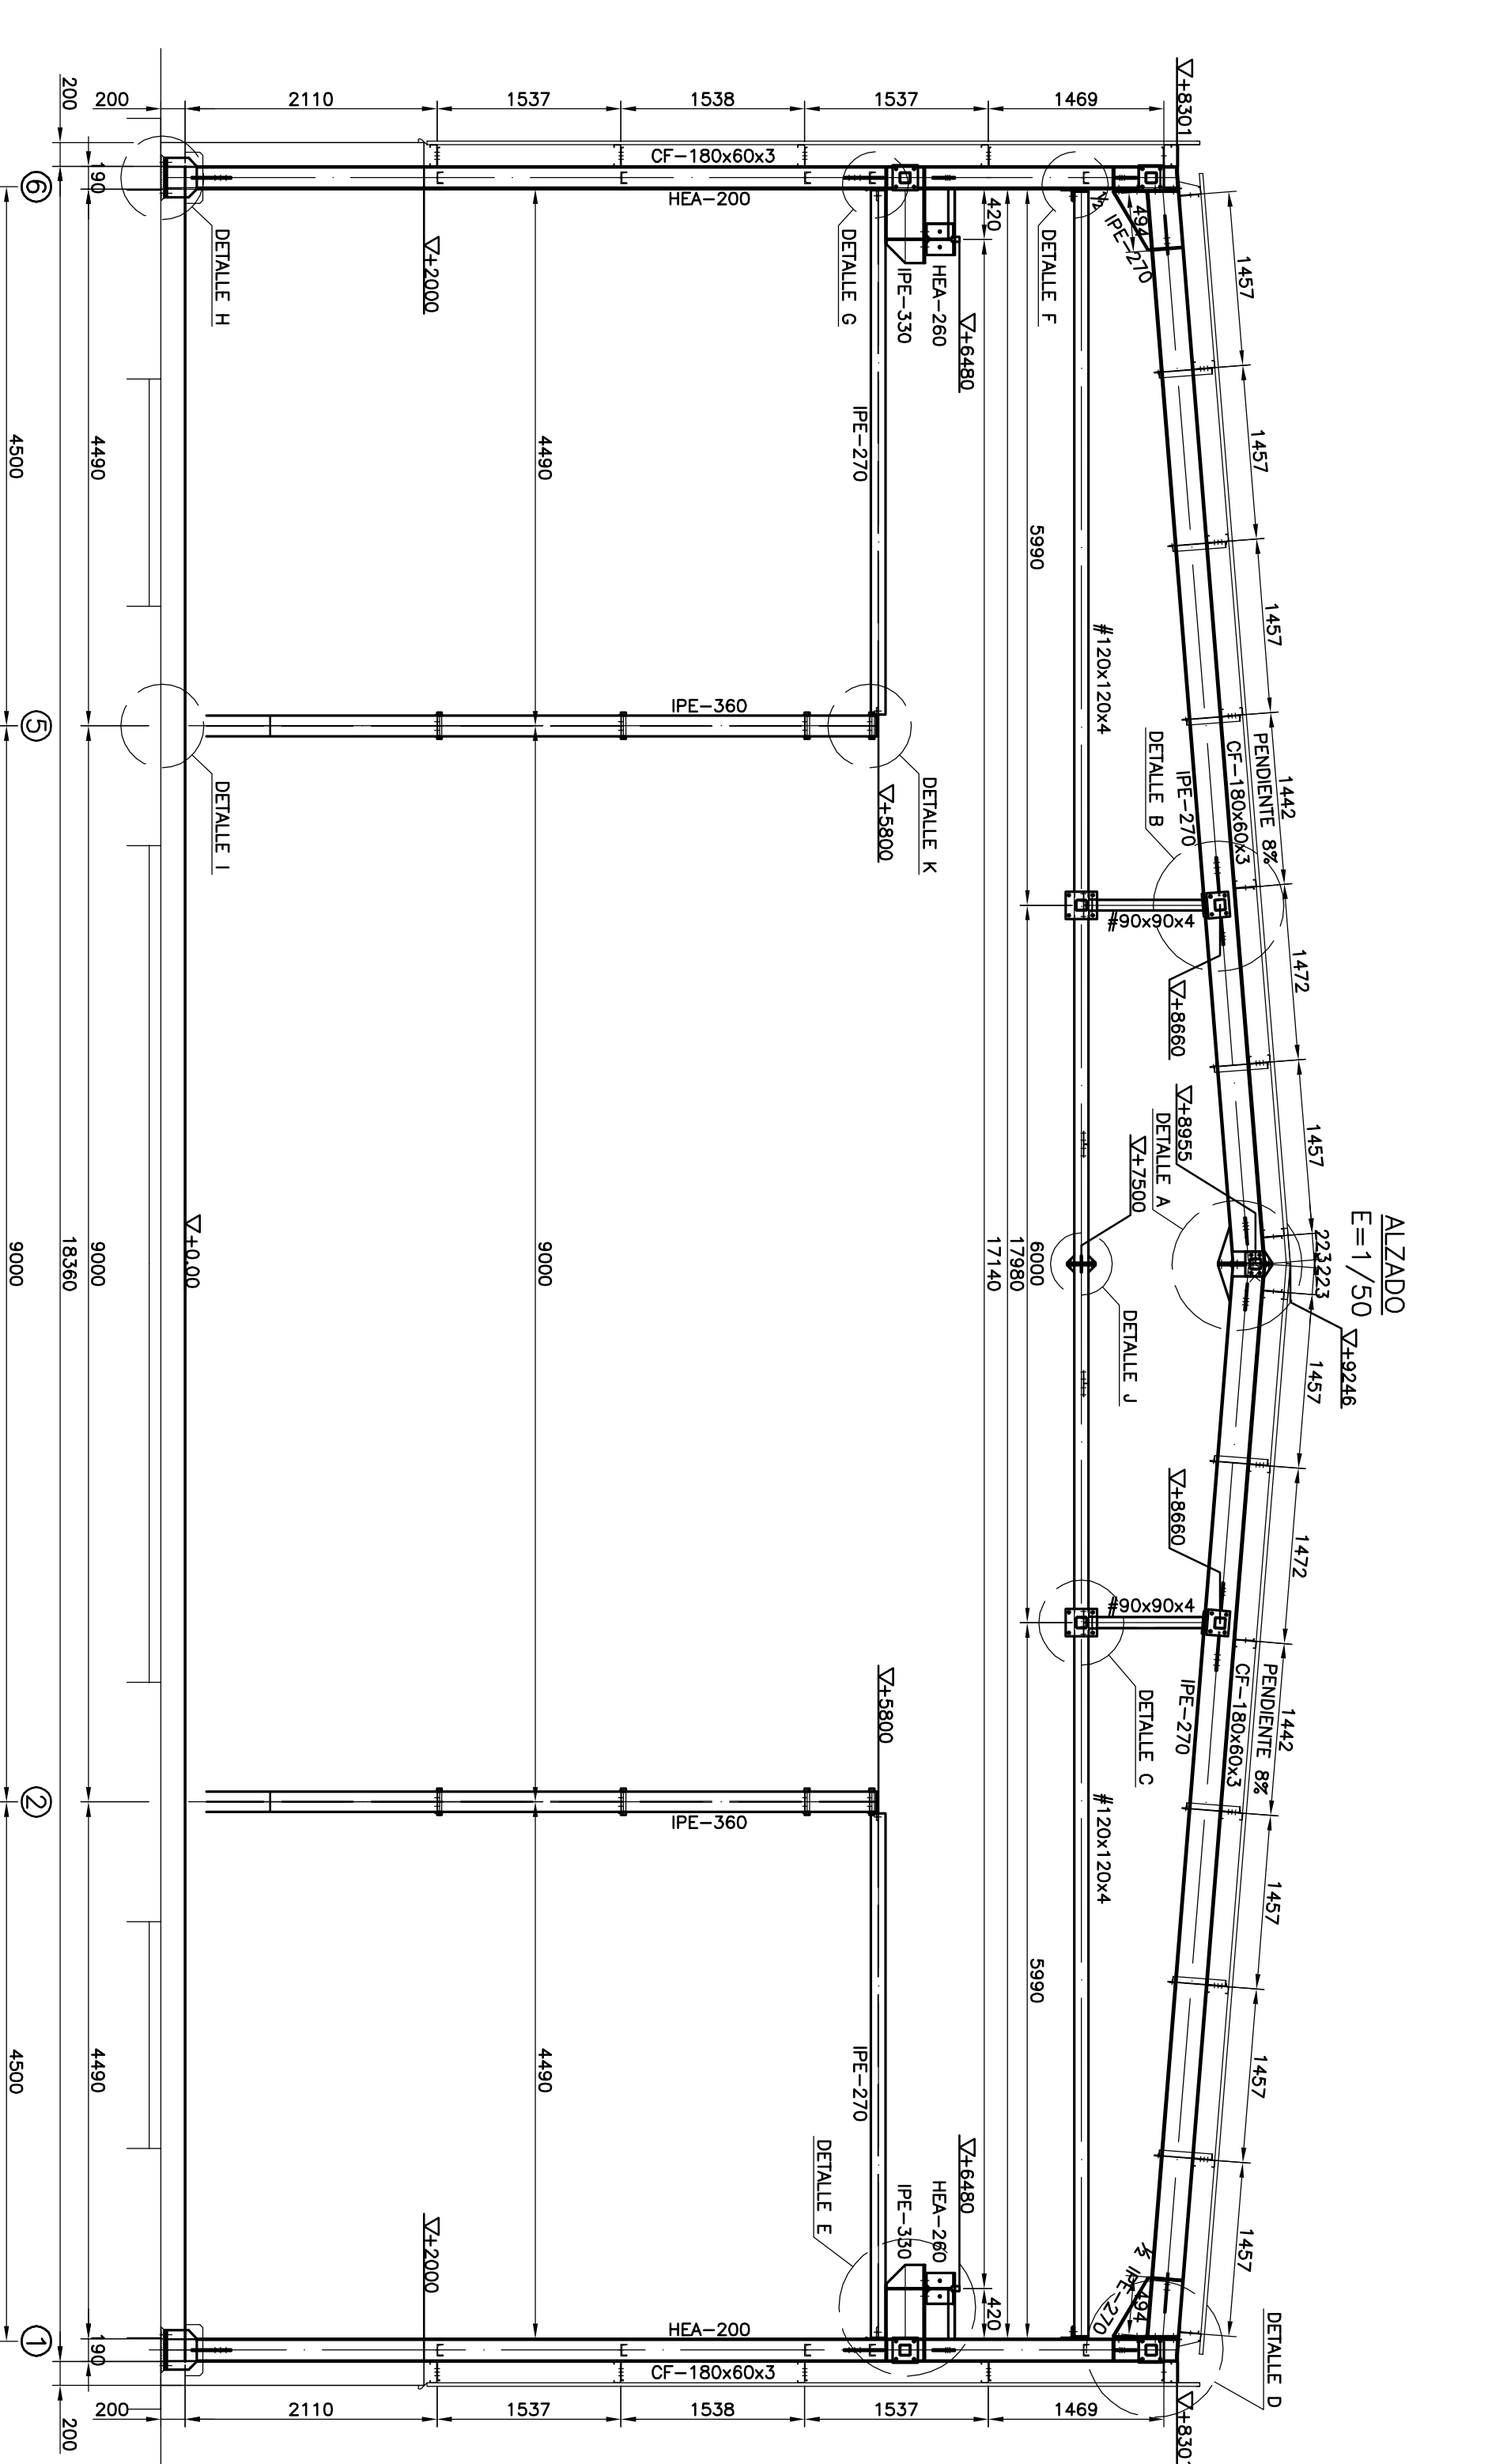 ALZADO
E=1/50
▽+9246
223
223
1457
1472
1442
1457
1457
1457
1457
1472
1442
1457
1457
1457
PENDIENTE 8%
CF-180x60x3
IPE-270
PENDIENTE 8%
CF-180x60x3
IPE-270
▽+8301
▽+8660
▽+8955
▽+8660
DETALLE A
DETALLE B
DETALLE C
DETALLE D
½ IPE-270
494
½ IPE-270
494
#90x90x4
#90x90x4
▽+7500
DETALLE J
#120x120x4
#120x120x4
DETALLE F
5990
6000
5990
17980
17140
420
420
▽+6480
▽+6480
HEA-260
IPE-330
HEA-260
IPE-330
DETALLE K
▽+5800
▽+5800
IPE-270
IPE-270
DETALLE G
DETALLE E
CF-180x60x3
HEA-200
IPE-360
IPE-360
HEA-200
CF-180x60x3
1469
1537
1538
1537
2110
200
1469
1537
1538
1537
2110
200
4490
9000
4490
▽+2000
▽+2000
DETALLE H
DETALLE I
▽+0.00
190
4490
9000
4490
190
200
18360
200
6
5
2
1
4500
9000
4500